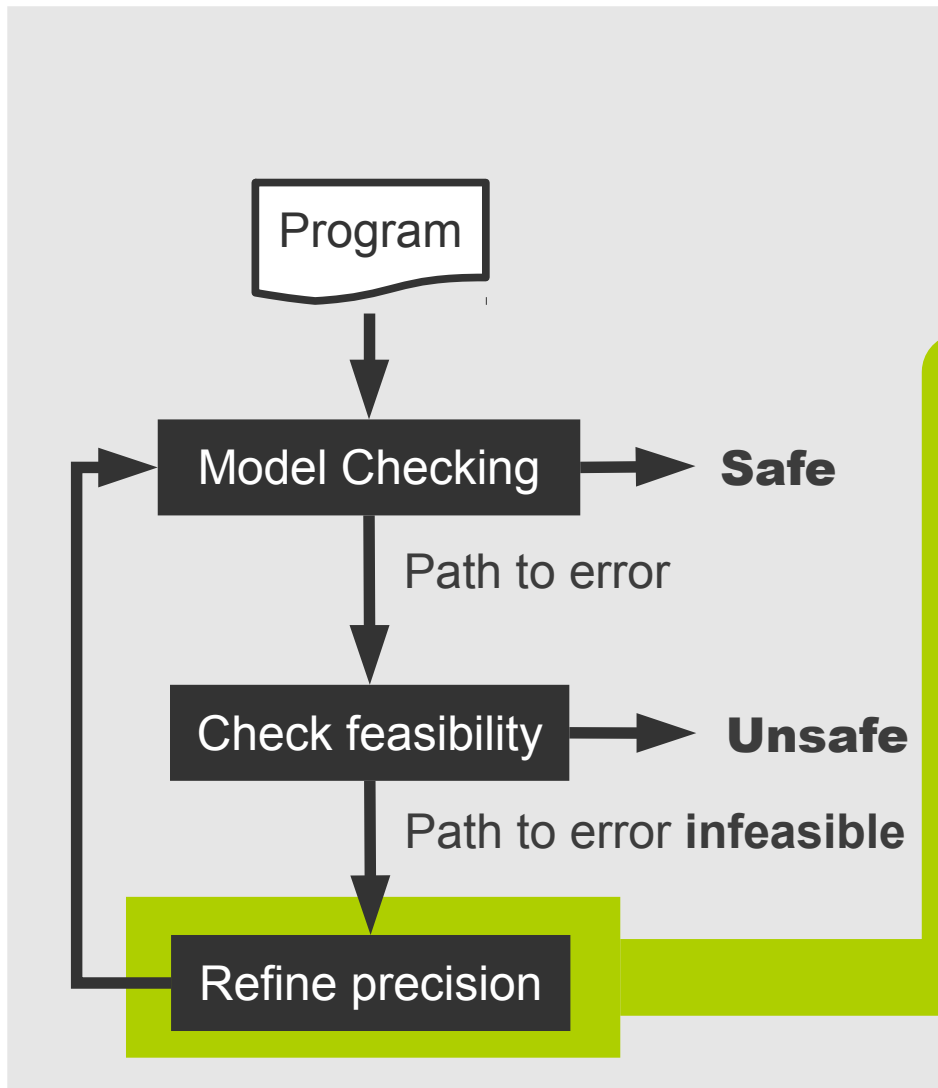 Program
Model Checking
Safe
Path to error
Check feasibility
Unsafe
Path to error infeasible
Refine precision